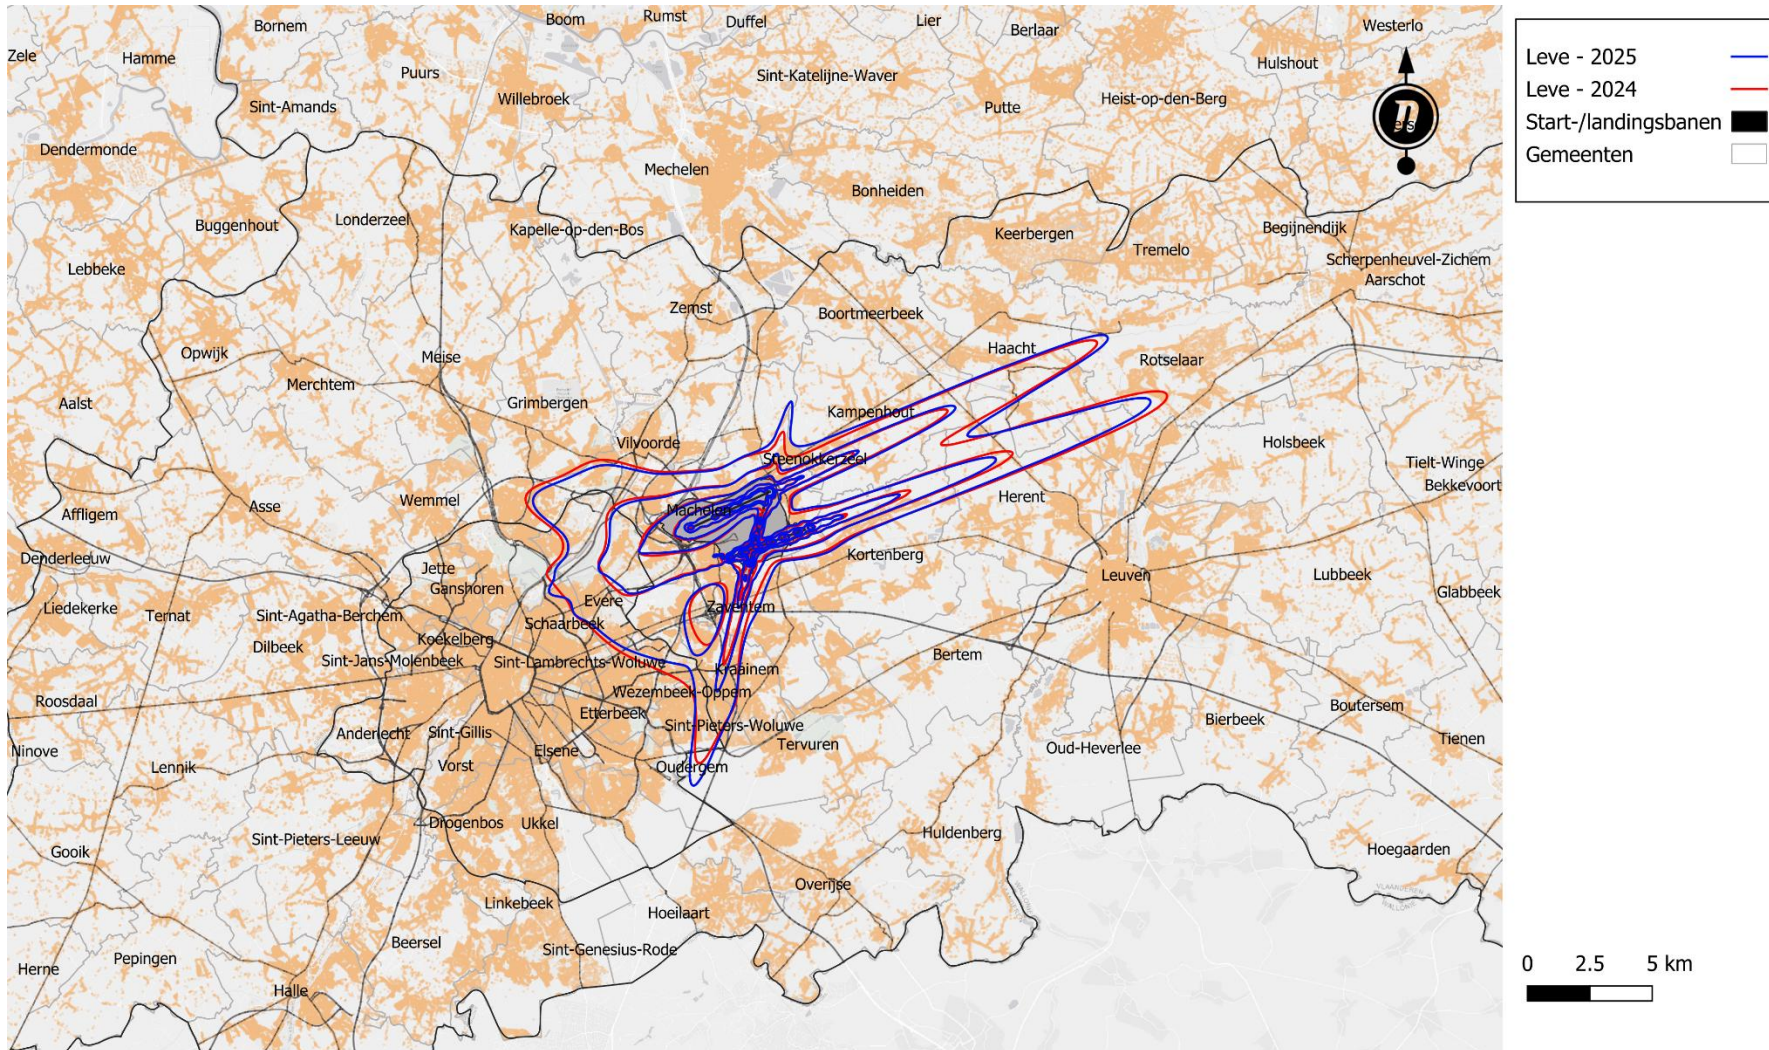 Bornem
Boom
Rumst
Duffel
Lier
Berlaar
Westerlo
Zele
Hamme
Puurs
Sint-Katelijne-Waver
Hulshout
Willebroek
Sint-Amands
Putte
Heist-op-den-Berg
Dendermonde
Mechelen
Bonheiden
Buggenhout
Londerzeel
Kapelle-op-den-Bos
Keerbergen
Tremelo
Begijnendijk
Scherpenheuvel-Zichem
Aarschot
Lebbeke
Zemst
Boortmeerbeek
Opwijk
Meise
Haacht
Rotselaar
Merchtem
Aalst
Grimbergen
Kampenhout
Vilvoorde
Holsbeek
Steenokkerzeel
Tielt-Winge
Bekkevoort
Wemmel
Asse
Affligem
Machelen
Herent
Denderleeuw
Jette
Ganshoren
Kortenberg
Leuven
Lubbeek
Glabbeek
Liedekerke
Ternat
Sint-Agatha-Berchem
Evere
Zaventem
Schaarbeek
Dilbeek
Koekelberg
Sint-Jans-Molenbeek
Sint-Lambrechts-Woluwe
Kraainem
Bertem
Roosdaal
Wezembeek-Oppem
Etterbeek
Sint-Pieters-Woluwe
Bierbeek
Boutersem
Anderlecht
Sint-Gillis
Elsene
Tervuren
Oud-Heverlee
Tienen
Ninove
Lennik
Vorst
Oudergem
Drogenbos
Ukkel
Sint-Pieters-Leeuw
Huldenberg
Gooik
Hoegaarden
Overijse
VLAANDEREN
WALLONIE
Linkebeek
Hoeilaart
Beersel
Sint-Genesius-Rode
Herne
Pepingen
Halle
Leve - 2025
Leve - 2024
Start-/landingsbanen
Gemeenten
0 2.5 5 km